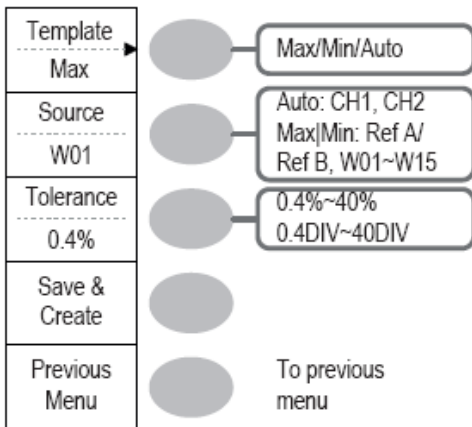 Template
Max
Max/Min/Auto
Source
W01
Auto: CH1, CH2
Max|Min: Ref A/
Ref B, W01~W15
Tolerance
0.4%
0.4%~40%
0.4DIV~40DIV
Save &
Create
Previous
Menu
To previous
menu